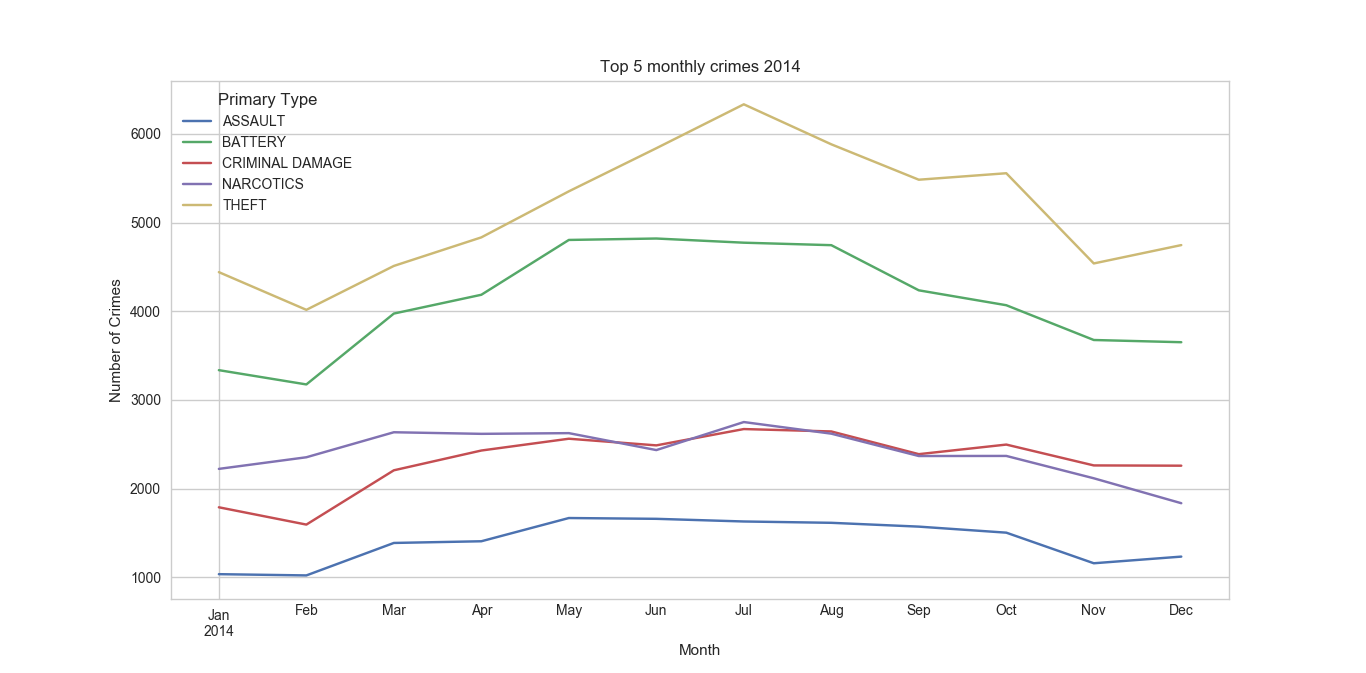 Top 5 monthly crimes 2014
Primary Type
ASSAULT
BATTERY
CRIMINAL DAMAGE
NARCOTICS
THEFT
Number of Crimes
6000
5000
4000
3000
2000
1000
Jan Feb Mar Apr May Jun Jul Aug Sep Oct Nov Dec
2014
Month